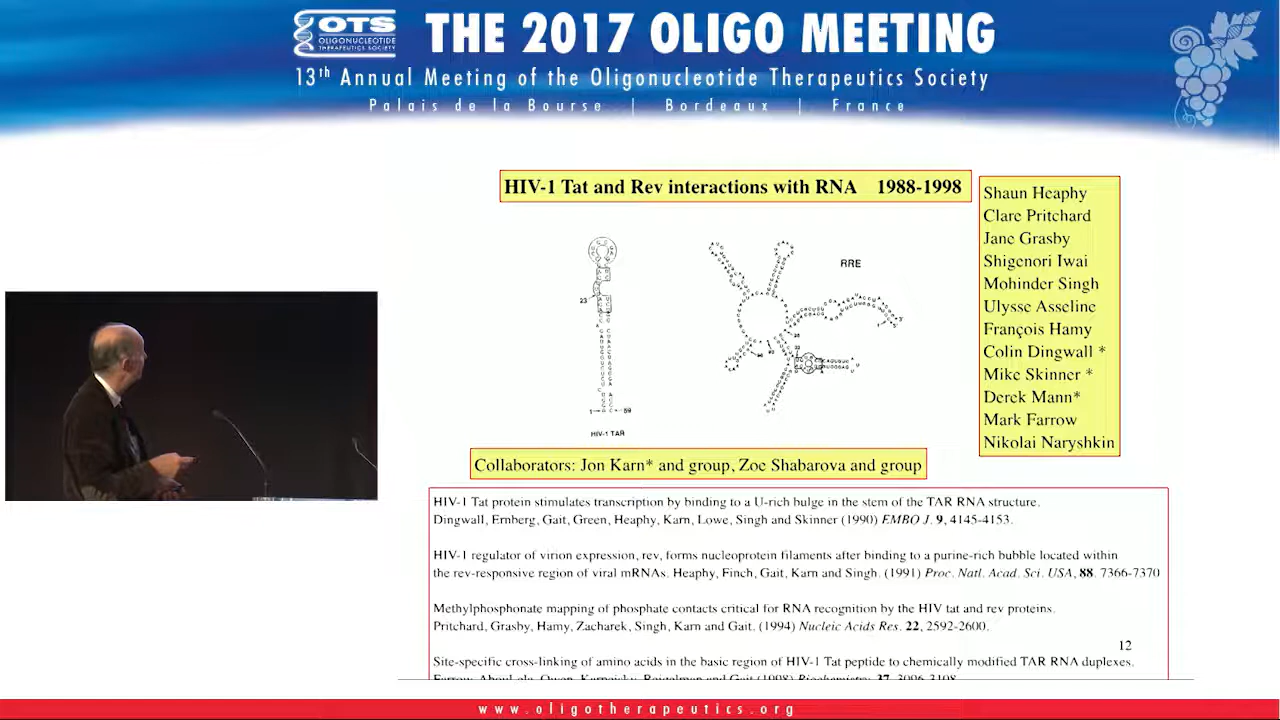 OTS
OLIGONUCLEOTIDE
THERAPEUTICS SOCIETY
THE 2017 OLIGO MEETING
13th Annual Meeting of the Oligonucleotide Therapeutics Society
Palais de la Bourse | Bordeaux | France
HIV-1 Tat and Rev interactions with RNA 1988-1998
Shaun Heaphy
Clare Pritchard
Jane Grasby
Shigenori Iwai
Mohinder Singh
Ulysse Asseline
François Hamy
Colin Dingwall *
Mike Skinner *
Derek Mann*
Mark Farrow
Nikolai Naryshkin
RRE
23
1
59
HIV-1 TAR
Collaborators: Jon Karn* and group, Zoe Shabarova and group
HIV-1 Tat protein stimulates transcription by binding to a U-rich bulge in the stem of the TAR RNA structure.
Dingwall, Ernberg, Gait, Green, Heaphy, Karn, Lowe, Singh and Skinner (1990) EMBO J. 9, 4145-4153.
HIV-1 regulator of virion expression, rev, forms nucleoprotein filaments after binding to a purine-rich bubble located within
the rev-responsive region of viral mRNAs. Heaphy, Finch, Gait, Karn and Singh. (1991) Proc. Natl. Acad. Sci. USA, 88. 7366-7370
Methylphosphonate mapping of phosphate contacts critical for RNA recognition by the HIV tat and rev proteins.
Pritchard, Grasby, Hamy, Zacharek, Singh, Karn and Gait. (1994) Nucleic Acids Res. 22, 2592-2600.
12
Site-specific cross-linking of amino acids in the basic region of HIV-1 Tat peptide to chemically modified TAR RNA duplexes.
www.oligotherapeutics.org